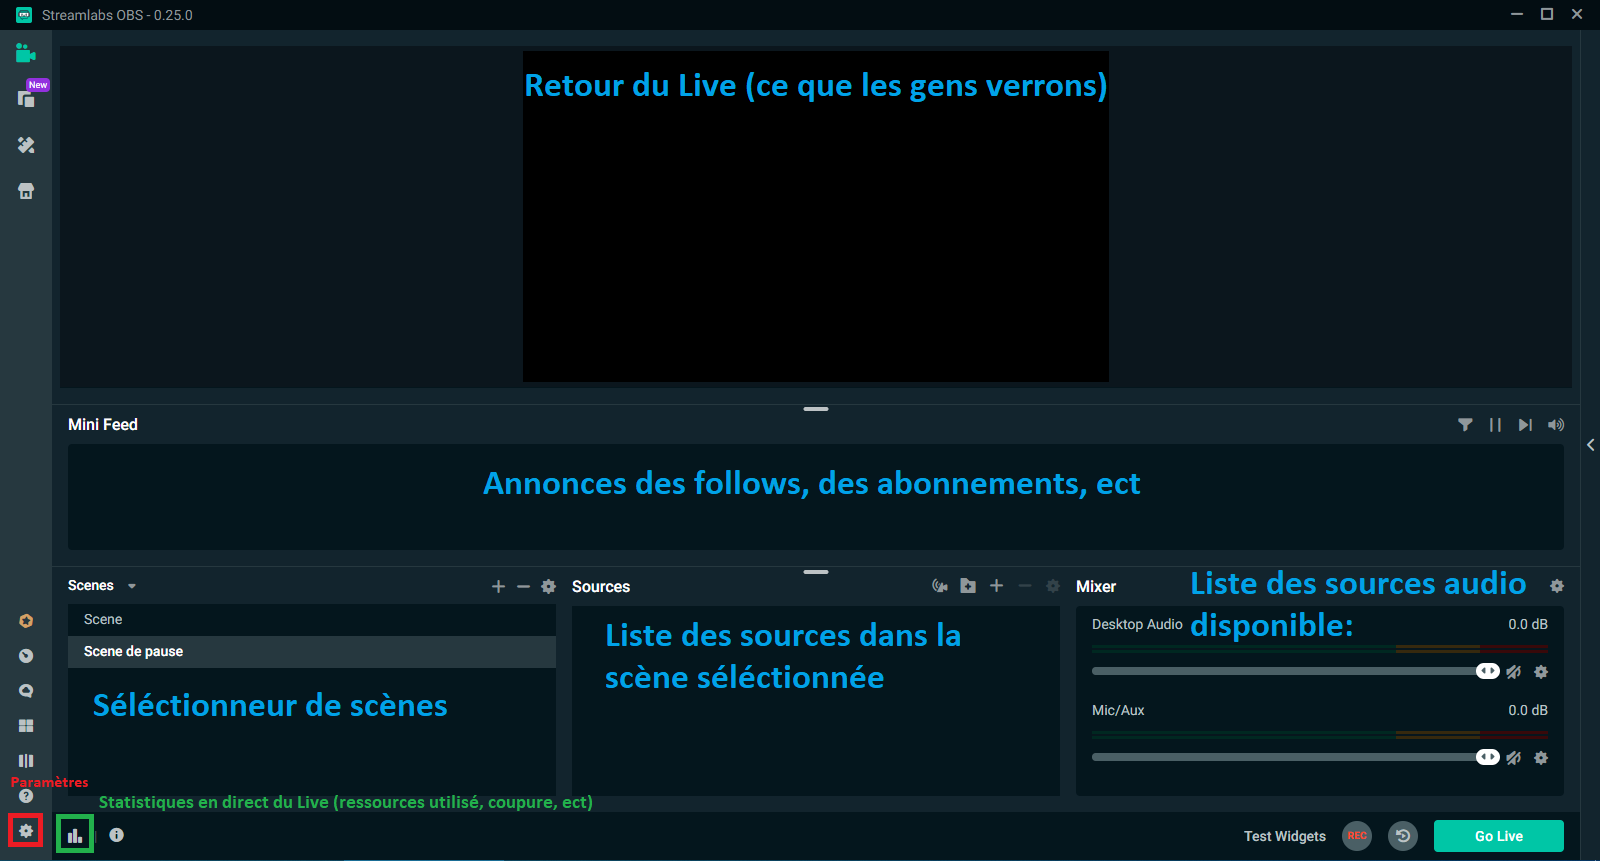 Streamlabs OBS - 0.25.0
New
Retour du Live (ce que les gens verrons)
Mini Feed
Annonces des follows, des abonnements, ect
Scenes
Scene
Scene de pause
Séléctionneur de scènes
Sources
Liste des sources dans la
scène séléctionnée
Mixer
Liste des sources audio
disponible:
Desktop Audio
0.0 dB
Mic/Aux
0.0 dB
Paramètres
Statistiques en direct du Live (ressources utilisé, coupure, ect)
Test Widgets
REC
Go Live